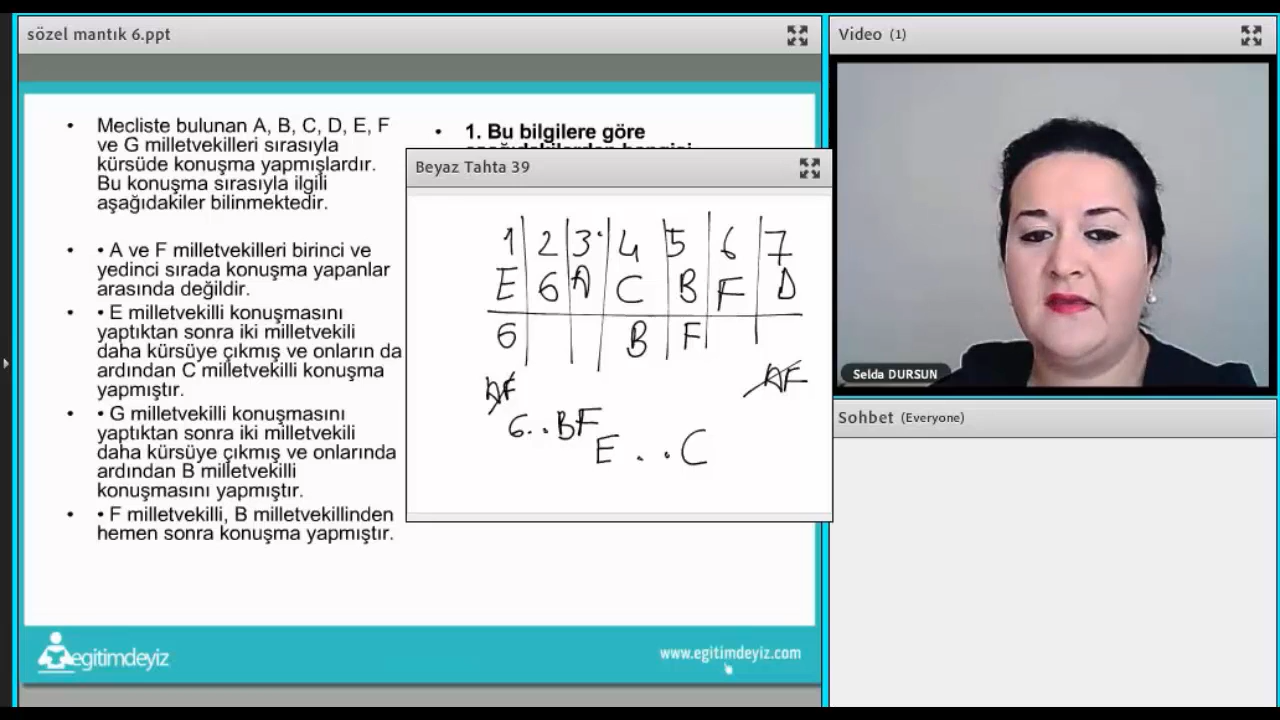 sözel mantık 6.ppt
Mecliste bulunan A, B, C, D, E, F
ve G milletvekilleri sırasıyla
kürsüde konuşma yapmışlardır.
Bu konuşma sırasıyla ilgili
aşağıdakiler bilinmektedir.
• A ve F milletvekilleri birinci ve
yedinci sırada konuşma yapanlar
arasında değildir.
• E milletvekilli konuşmasını
yaptıktan sonra iki milletvekili
daha kürsüye çıkmış ve onların da
ardından C milletvekilli konuşma
yapmıştır.
• G milletvekilli konuşmasını
yaptıktan sonra iki milletvekili
daha kürsüye çıkmış ve onlarında
ardından B milletvekilli
konuşmasını yapmıştır.
• F milletvekilli, B milletvekillinden
hemen sonra konuşma yapmıştır.
1. Bu bilgilere göre
Beyaz Tahta 39
1 2 3 4 5 6 7
E G A C B F D
G B F
AF AF
G . . B F
E . . C
egitimdeyiz
www.egitimdeyiz.com
Video (1)
Selda DURSUN
Sohbet (Everyone)